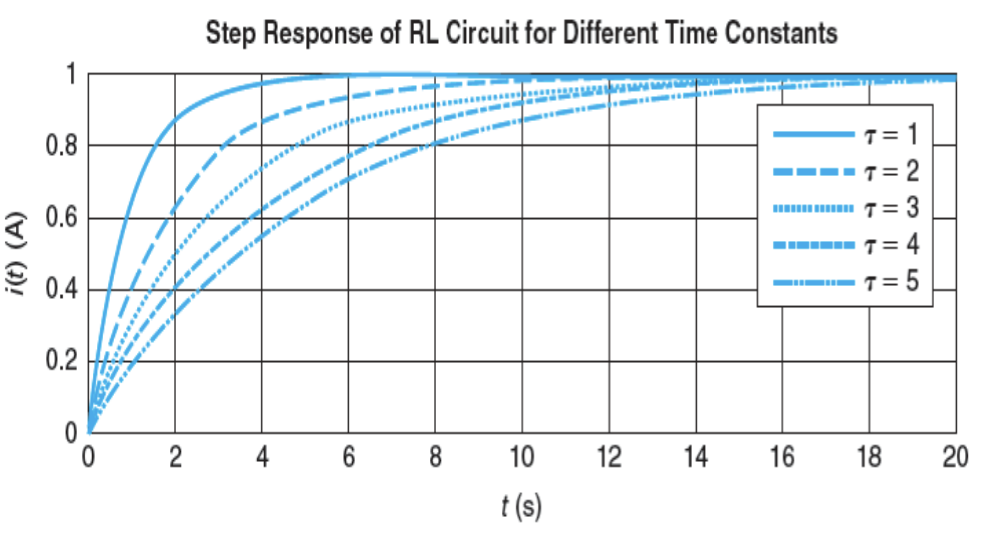 Step Response of RL Circuit for Different Time Constants
1
0.8
0.6
0.4
0.2
0
i(t) (A)
τ = 1
τ = 2
τ = 3
τ = 4
τ = 5
0 2 4 6 8 10 12 14 16 18 20
t (s)